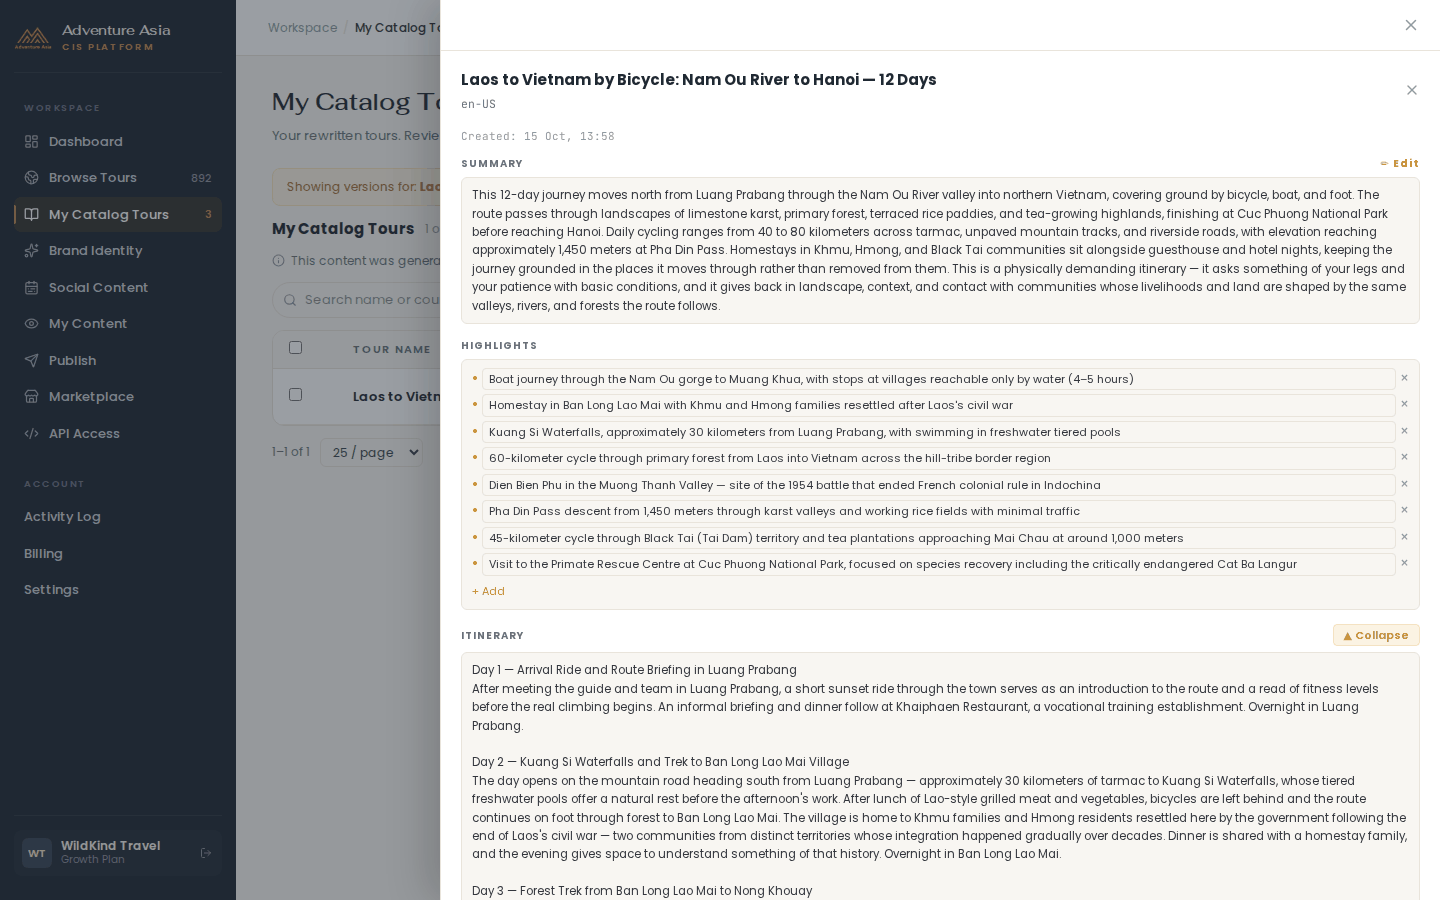 Adventure Asia
CIS PLATFORM
WORKSPACE
Dashboard
Browse Tours 892
My Catalog Tours 3
Brand Identity
Social Content
My Content
Publish
Marketplace
API Access
ACCOUNT
Activity Log
Billing
Settings
WT WildKind Travel
Growth Plan
Workspace / My Catalog To
My Catalog To
Your rewritten tours. Revie
Showing versions for: Lao
My Catalog Tours 1 o
This content was genera
Search name or cou
TOUR NAME
Laos to Vietn
1–1 of 1 25 / page
Laos to Vietnam by Bicycle: Nam Ou River to Hanoi — 12 Days
en-US
Created: 15 Oct, 13:58
SUMMARY
✏ Edit
This 12-day journey moves north from Luang Prabang through the Nam Ou River valley into northern Vietnam, covering ground by bicycle, boat, and foot. The
route passes through landscapes of limestone karst, primary forest, terraced rice paddies, and tea-growing highlands, finishing at Cuc Phuong National Park
before reaching Hanoi. Daily cycling ranges from 40 to 80 kilometers across tarmac, unpaved mountain tracks, and riverside roads, with elevation reaching
approximately 1,450 meters at Pha Din Pass. Homestays in Khmu, Hmong, and Black Tai communities sit alongside guesthouse and hotel nights, keeping the
journey grounded in the places it moves through rather than removed from them. This is a physically demanding itinerary — it asks something of your legs and
your patience with basic conditions, and it gives back in landscape, context, and contact with communities whose livelihoods and land are shaped by the same
valleys, rivers, and forests the route follows.
HIGHLIGHTS
• Boat journey through the Nam Ou gorge to Muang Khua, with stops at villages reachable only by water (4–5 hours) ×
• Homestay in Ban Long Lao Mai with Khmu and Hmong families resettled after Laos's civil war ×
• Kuang Si Waterfalls, approximately 30 kilometers from Luang Prabang, with swimming in freshwater tiered pools ×
• 60-kilometer cycle through primary forest from Laos into Vietnam across the hill-tribe border region ×
• Dien Bien Phu in the Muong Thanh Valley — site of the 1954 battle that ended French colonial rule in Indochina ×
• Pha Din Pass descent from 1,450 meters through karst valleys and working rice fields with minimal traffic ×
• 45-kilometer cycle through Black Tai (Tai Dam) territory and tea plantations approaching Mai Chau at around 1,000 meters ×
• Visit to the Primate Rescue Centre at Cuc Phuong National Park, focused on species recovery including the critically endangered Cat Ba Langur ×
+ Add
ITINERARY
▲ Collapse
Day 1 — Arrival Ride and Route Briefing in Luang Prabang
After meeting the guide and team in Luang Prabang, a short sunset ride through the town serves as an introduction to the route and a read of fitness levels
before the real climbing begins. An informal briefing and dinner follow at Khaiphaen Restaurant, a vocational training establishment. Overnight in Luang
Prabang.
Day 2 — Kuang Si Waterfalls and Trek to Ban Long Lao Mai Village
The day opens on the mountain road heading south from Luang Prabang — approximately 30 kilometers of tarmac to Kuang Si Waterfalls, whose tiered
freshwater pools offer a natural rest before the afternoon's work. After lunch of Lao-style grilled meat and vegetables, bicycles are left behind and the route
continues on foot through forest to Ban Long Lao Mai. The village is home to Khmu families and Hmong residents resettled here by the government following the
end of Laos's civil war — two communities from distinct territories whose integration happened gradually over decades. Dinner is shared with a homestay family,
and the evening gives space to understand something of that history. Overnight in Ban Long Lao Mai.
Day 3 — Forest Trek from Ban Long Lao Mai to Nong Khouay